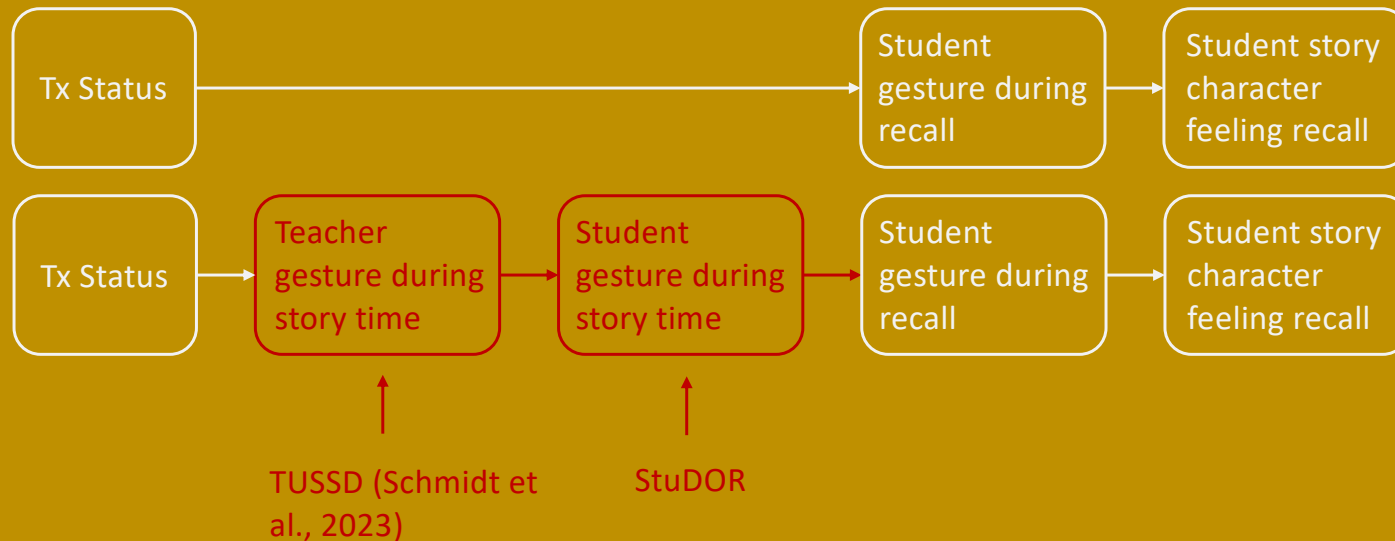 Tx Status
Student
gesture during
recall
Student story
character
feeling recall
Tx Status
Teacher
gesture during
story time
Student
gesture during
story time
Student
gesture during
recall
Student story
character
feeling recall
TUSSD (Schmidt et
al., 2023)
StuDOR